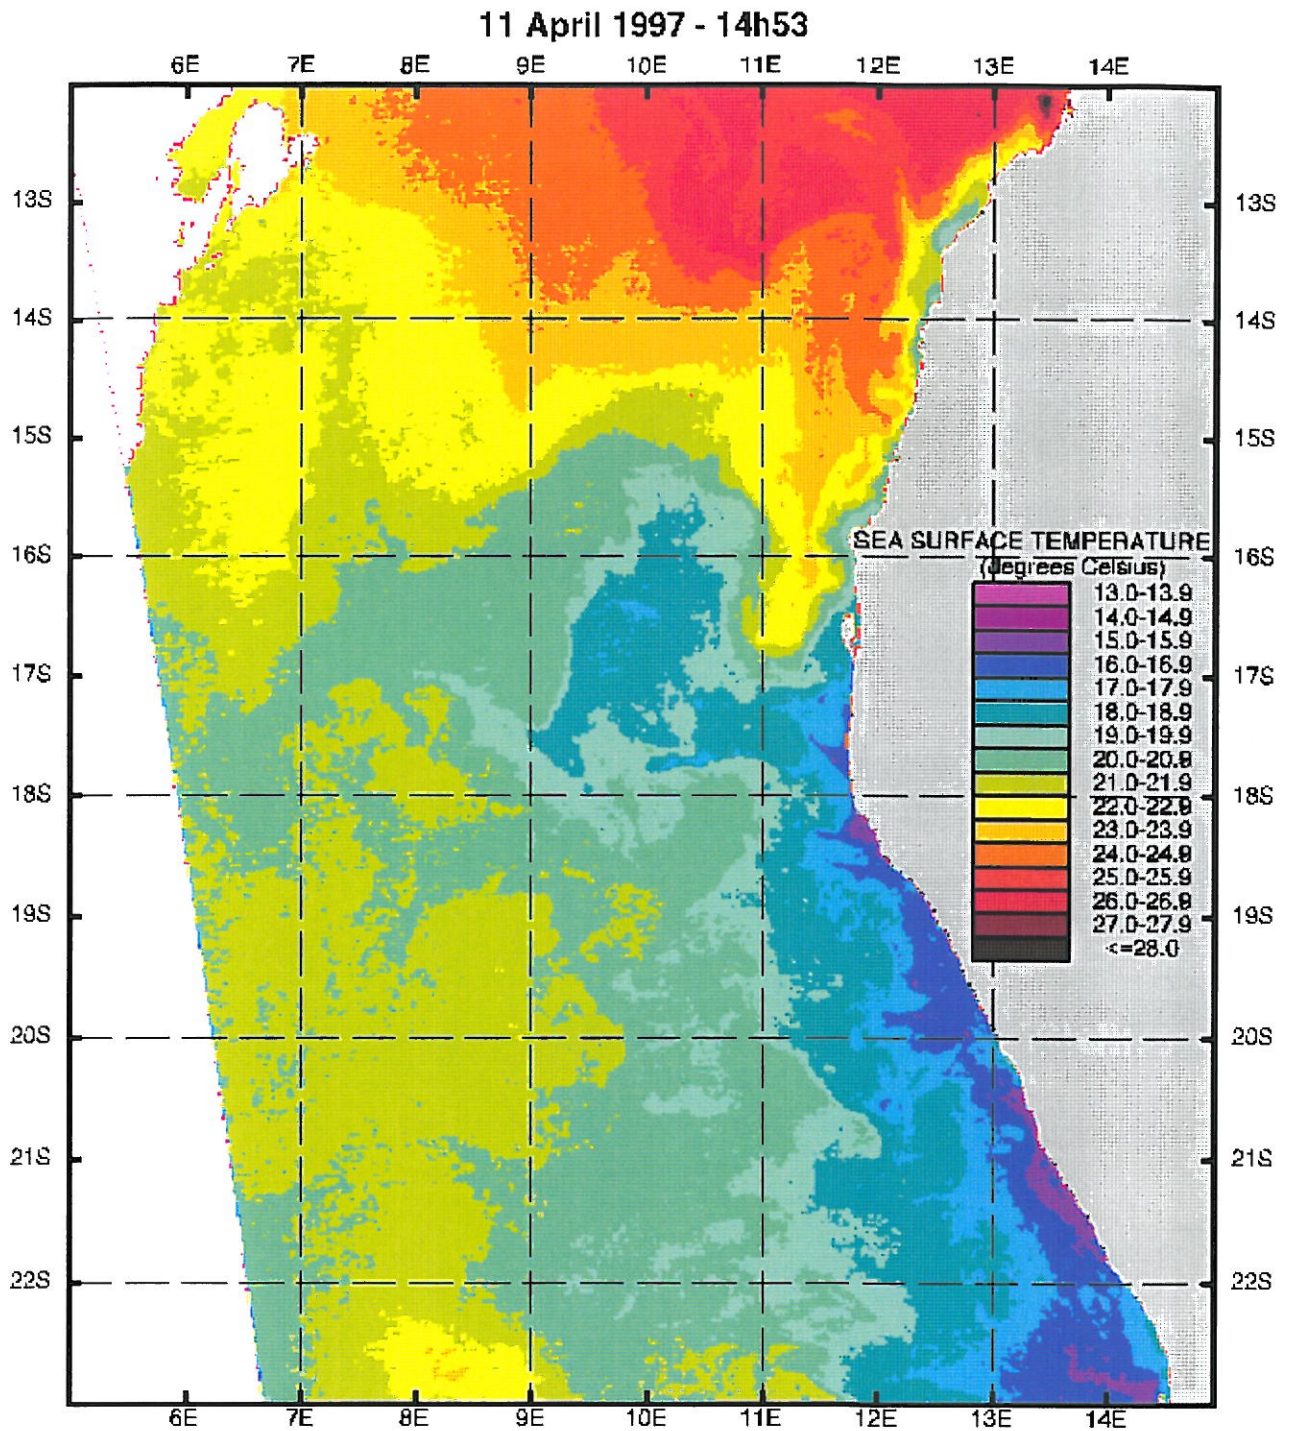 11 April 1997 - 14h53
6E 7E 8E 9E 10E 11E 12E 13E 14E
13S 13S
14S 14S
15S 15S
SEA SURFACE TEMPERATURE
16S 16S
(degrees Celsius)
13.0-13.9
14.0-14.9
15.0-15.9
16.0-16.9
17S 17S
17.0-17.9
18.0-18.9
19.0-19.9
20.0-20.9
21.0-21.9
18S 18S
22.0-22.9
23.0-23.9
24.0-24.9
25.0-25.9
26.0-26.9
19S 19S
27.0-27.9
<=28.0
20S 20S
21S 21S
22S 22S
6E 7E 8E 9E 10E 11E 12E 13E 14E